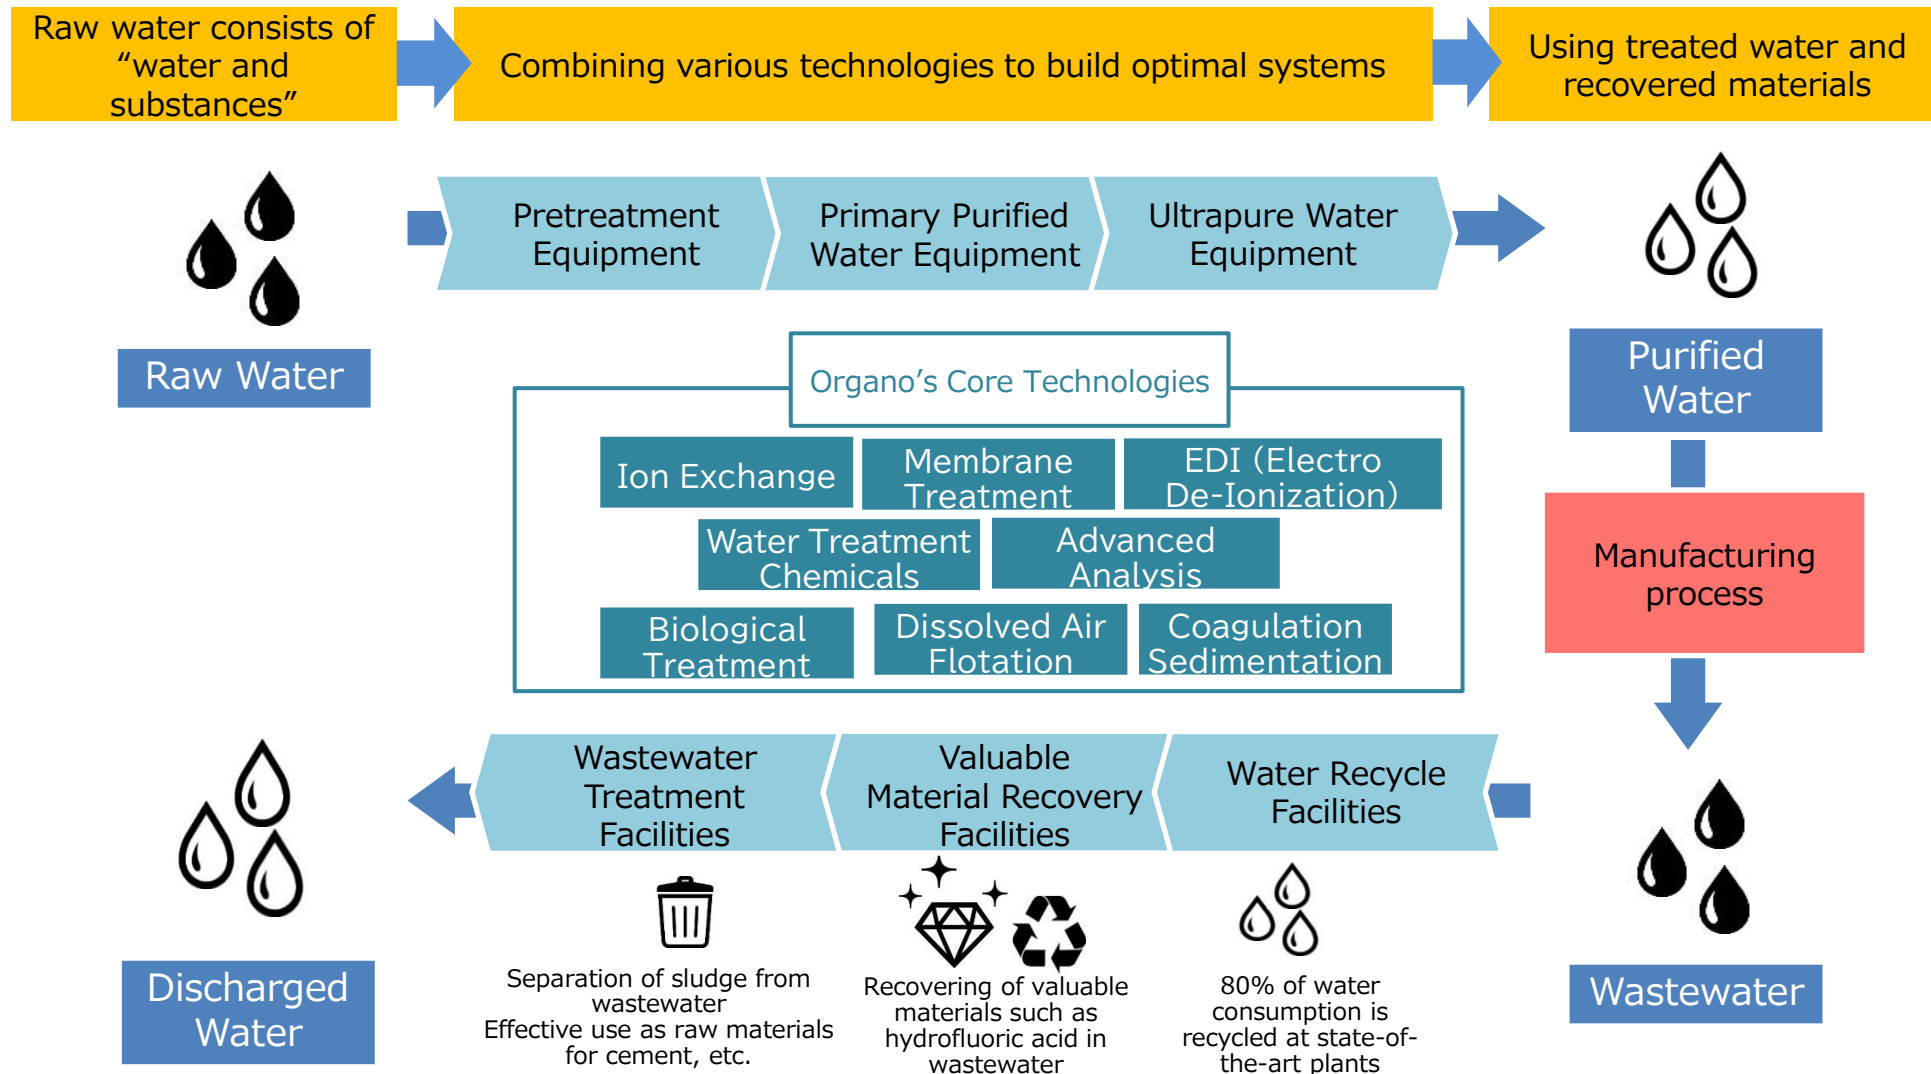 Raw water consists of
“water and
substances”
Combining various technologies to build optimal systems
Using treated water and
recovered materials
Pretreatment
Equipment
Primary Purified
Water Equipment
Ultrapure Water
Equipment
Raw Water
Purified
Water
Organo’s Core Technologies
Ion Exchange
Membrane
Treatment
EDI (Electro
De-Ionization)
Water Treatment
Chemicals
Advanced
Analysis
Biological
Treatment
Dissolved Air
Flotation
Coagulation
Sedimentation
Manufacturing
process
Wastewater
Treatment
Facilities
Valuable
Material Recovery
Facilities
Water Recycle
Facilities
Discharged
Water
Separation of sludge from
wastewater
Effective use as raw materials
for cement, etc.
Recovering of valuable
materials such as
hydrofluoric acid in
wastewater
80% of water
consumption is
recycled at state-of-
the-art plants
Wastewater